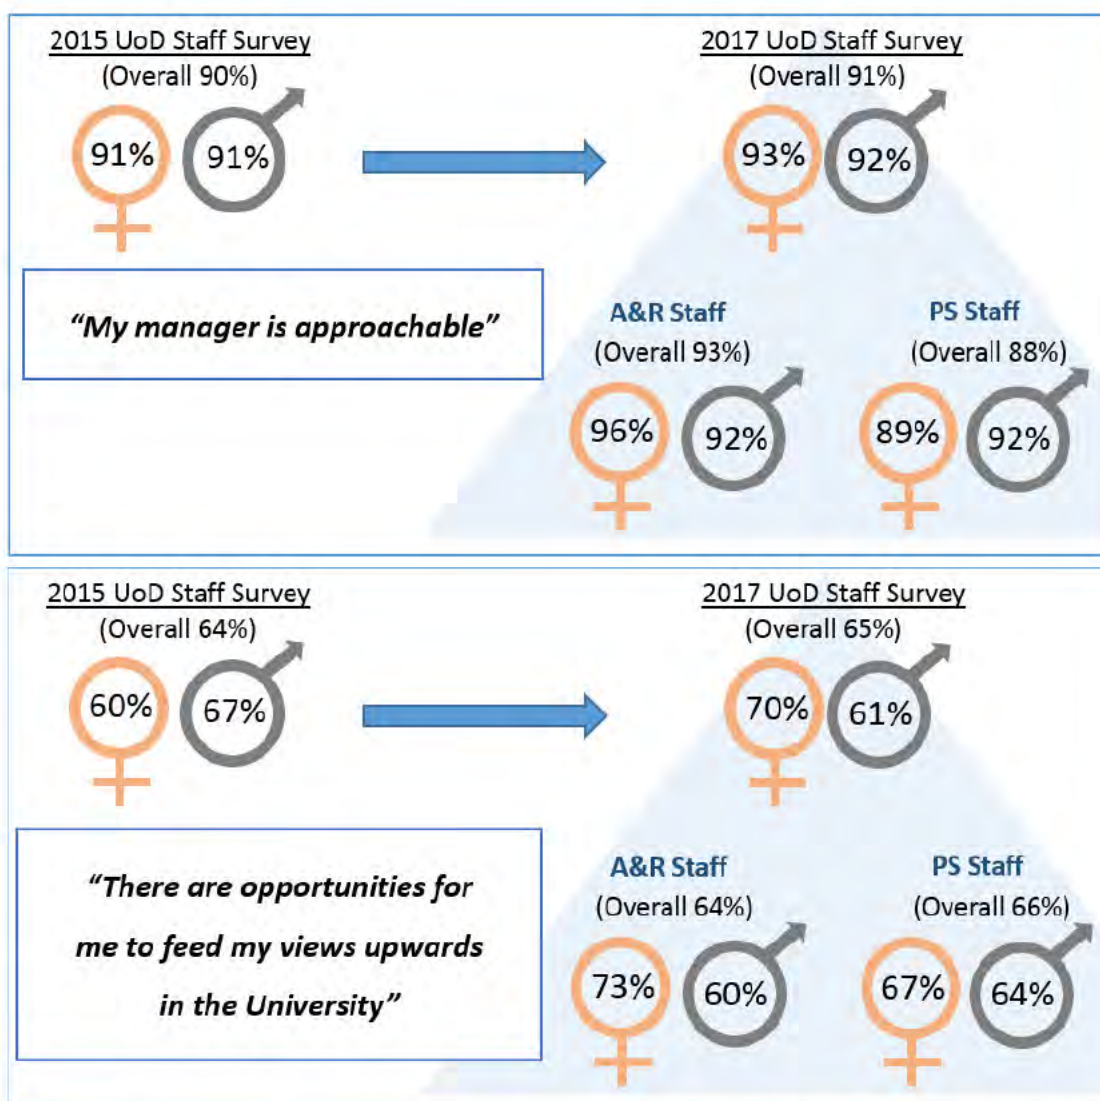 2015 UoD Staff Survey
(Overall 90%)
91%
91%
2017 UoD Staff Survey
(Overall 91%)
93%
92%
“My manager is approachable”
A&R Staff
(Overall 93%)
96%
92%
PS Staff
(Overall 88%)
89%
92%
2015 UoD Staff Survey
(Overall 64%)
60%
67%
2017 UoD Staff Survey
(Overall 65%)
70%
61%
“There are opportunities for
me to feed my views upwards
in the University”
A&R Staff
(Overall 64%)
73%
60%
PS Staff
(Overall 66%)
67%
64%